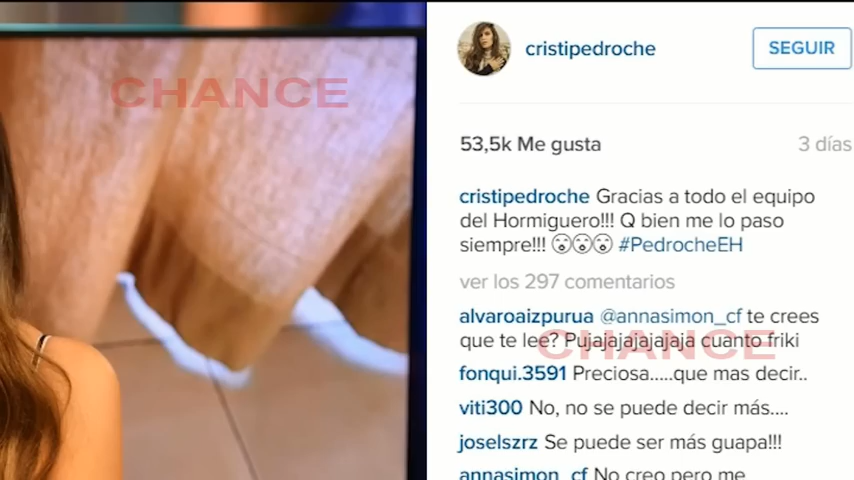 CHANCE
cristipedroche
SEGUIR
53,5k Me gusta
3 días
cristipedroche Gracias a todo el equipo
del Hormiguero!!! Q bien me lo paso
siempre!!! 😮😮😮 #PedrocheEH
ver los 297 comentarios
alvaroaizpurua @annasimon_cf te crees
que te lee? Pujajajajajajaja cuanto friki
CHANCE
fonqui.3591 Preciosa.....que mas decir..
viti300 No, no se puede decir más....
joselszrz Se puede ser más guapa!!!
annasimon_cf No creo pero me